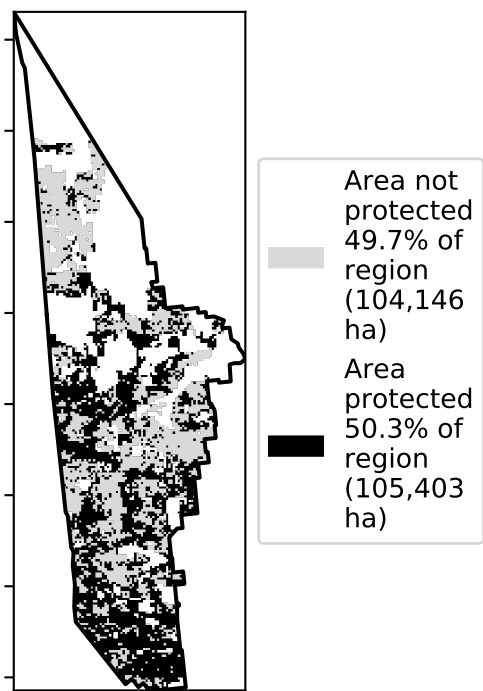 Area not
protected
49.7% of
region
(104,146
ha)
Area
protected
50.3% of
region
(105,403
ha)